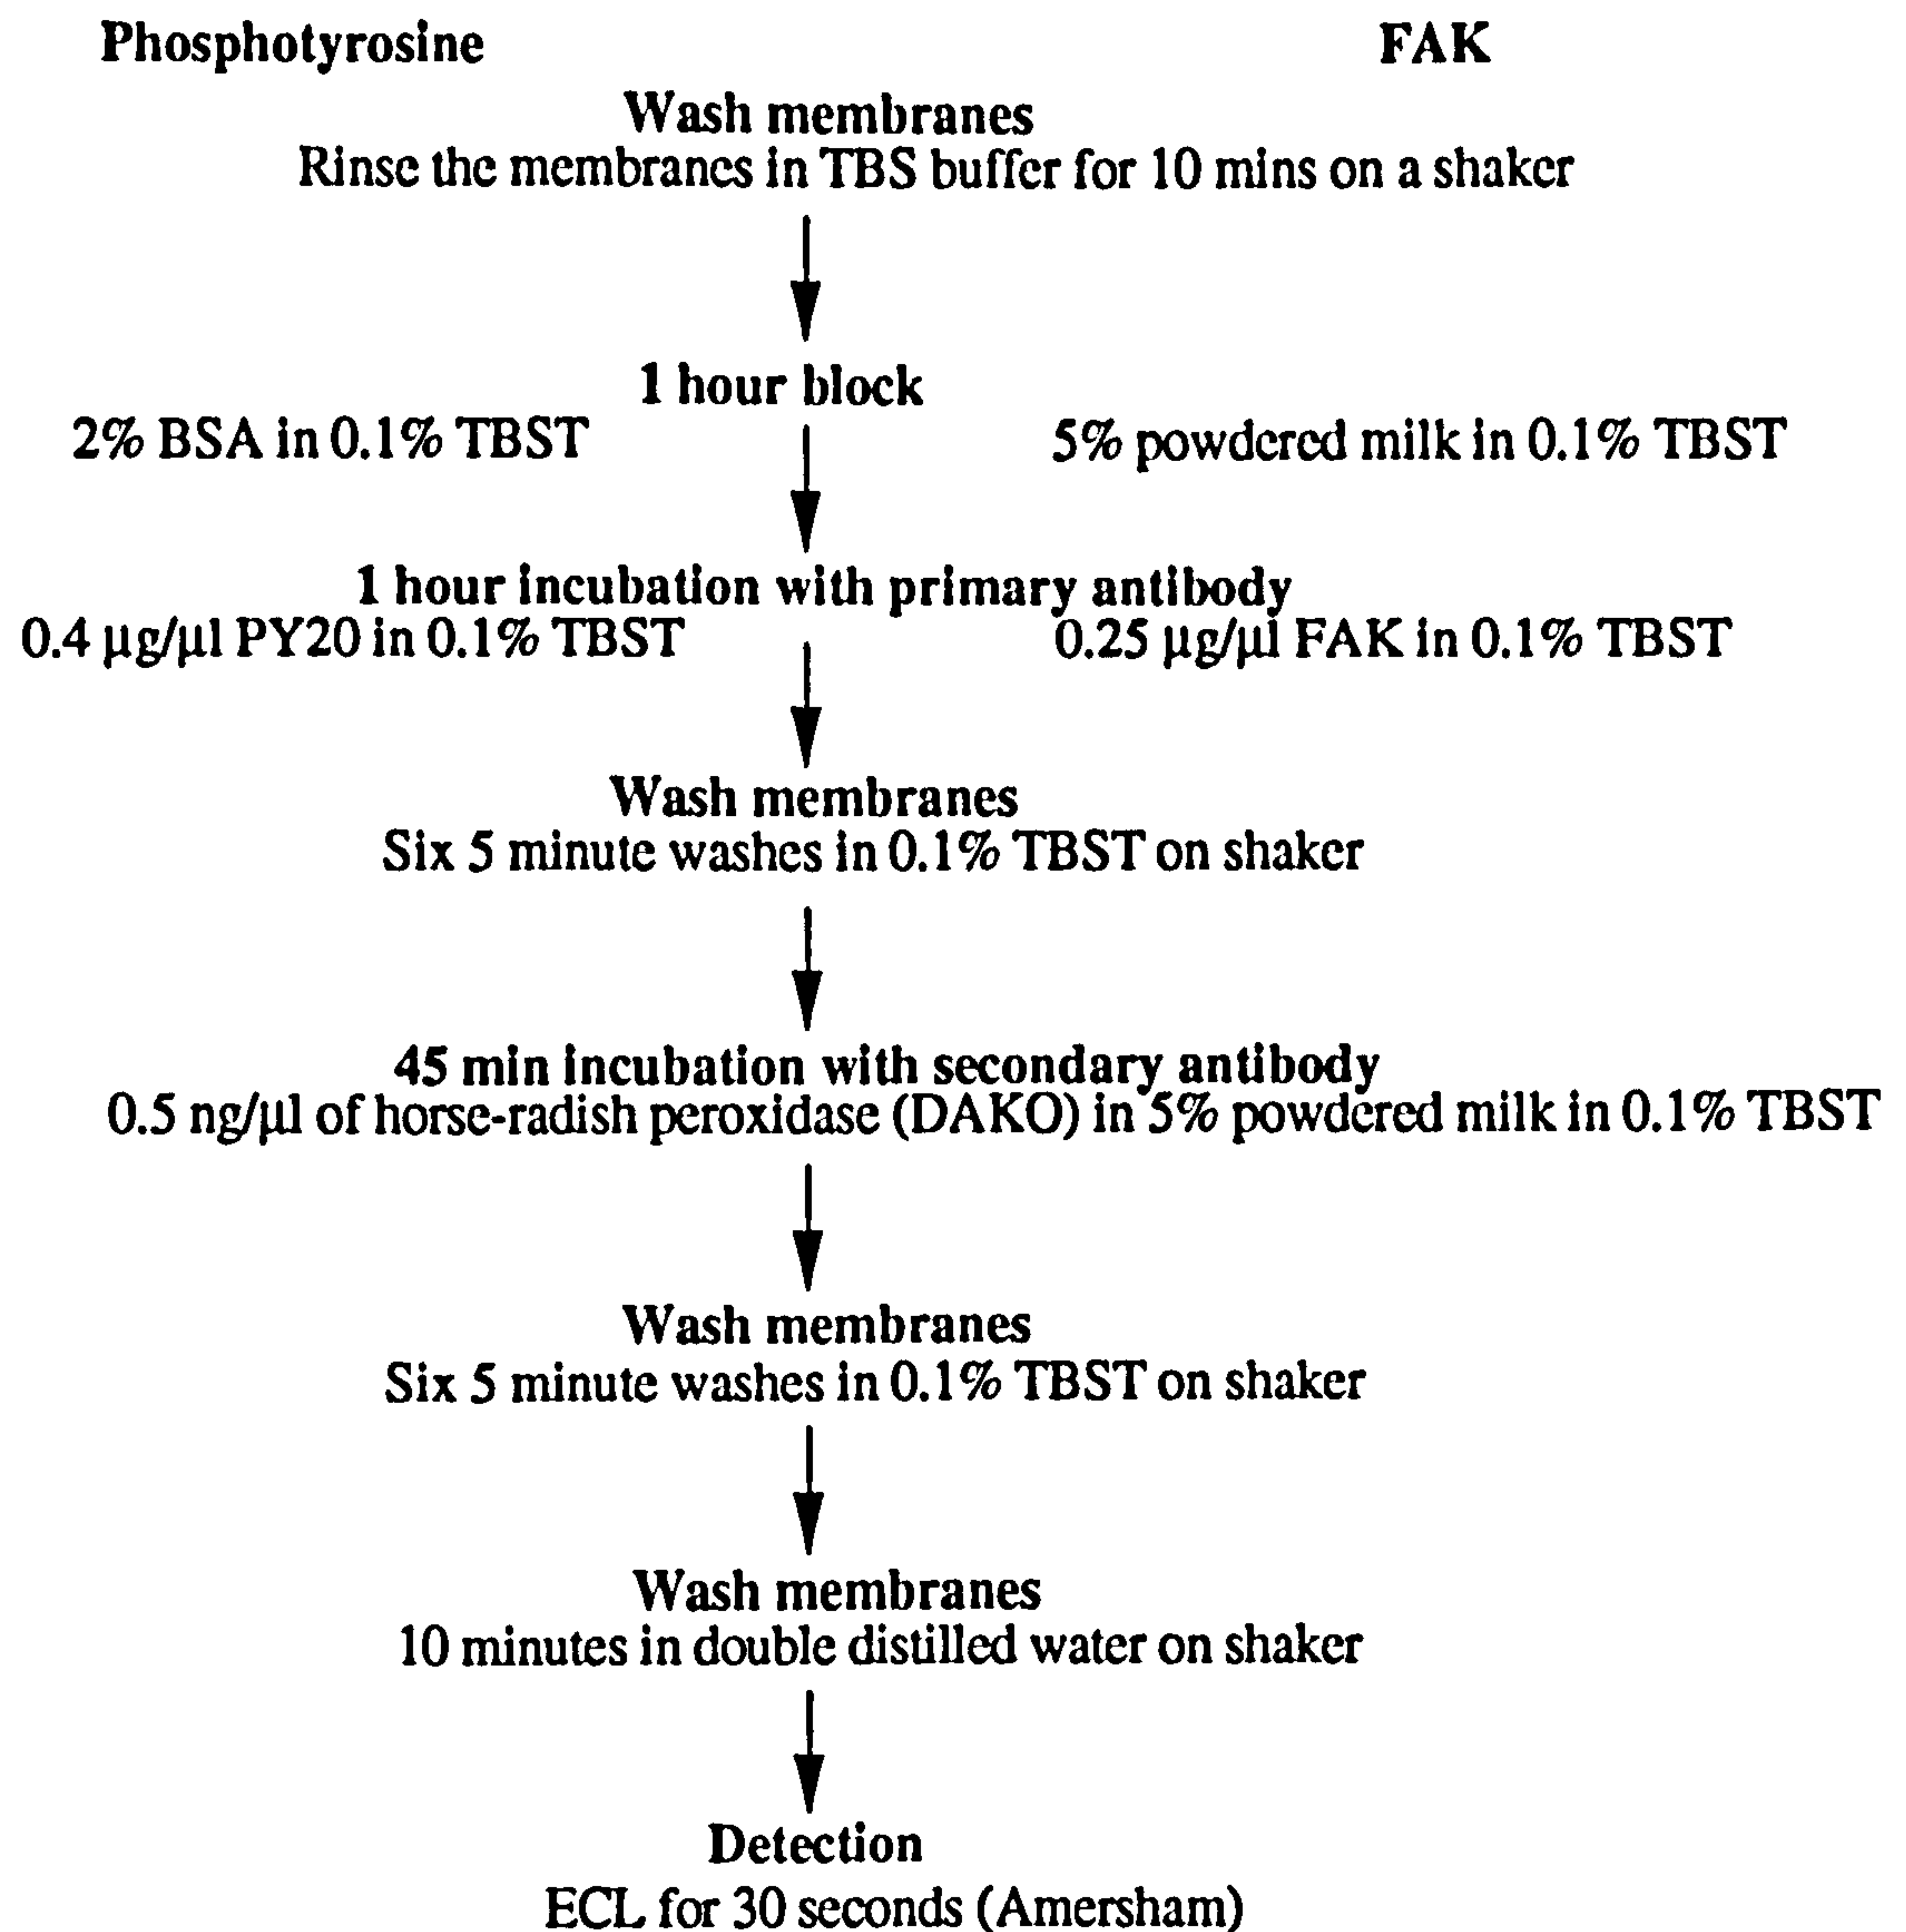 Phosphotyrosine FAK
Wash membranes
Rinse the membranes in TBS buffer for 10 mins on a shaker
1 hour block
2% BSA in 0.1% TBST 5% powdered milk in 0.1% TBST
1 hour incubation with primary antibody
0.4 µg/µl PY20 in 0.1% TBST 0.25 µg/µl FAK in 0.1% TBST
Wash membranes
Six 5 minute washes in 0.1% TBST on shaker
45 min incubation with secondary antibody
0.5 ng/µl of horse-radish peroxidase (DAKO) in 5% powdered milk in 0.1% TBST
Wash membranes
Six 5 minute washes in 0.1% TBST on shaker
Wash membranes
10 minutes in double distilled water on shaker
Detection
ECL for 30 seconds (Amersham)